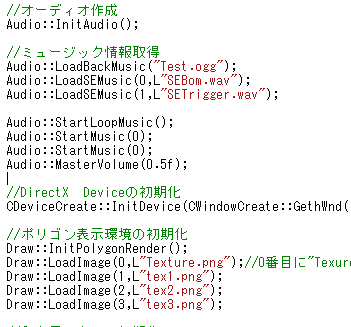 //オーディオ作成
Audio::InitAudio();
//ミュージック情報取得
Audio::LoadBackMusic("Test.ogg");
Audio::LoadSEMusic(0,L"SEBom.wav");
Audio::LoadSEMusic(1,L"SETrigger.wav");
Audio::StartLoopMusic();
Audio::StartMusic(0);
Audio::StartMusic(0);
Audio::MasterVolume(0.5f);
//DirectX　Deviceの初期化
CDeviceCreate::InitDevice(CWindowCreate::GethWnd(
//ポリゴン表示環境の初期化
Draw::InitPolygonRender();
Draw::LoadImage(0,L"Texture.png");//0番目に"Texure
Draw::LoadImage(1,L"tex1.png");
Draw::LoadImage(2,L"tex2.png");
Draw::LoadImage(3,L"tex3.png");